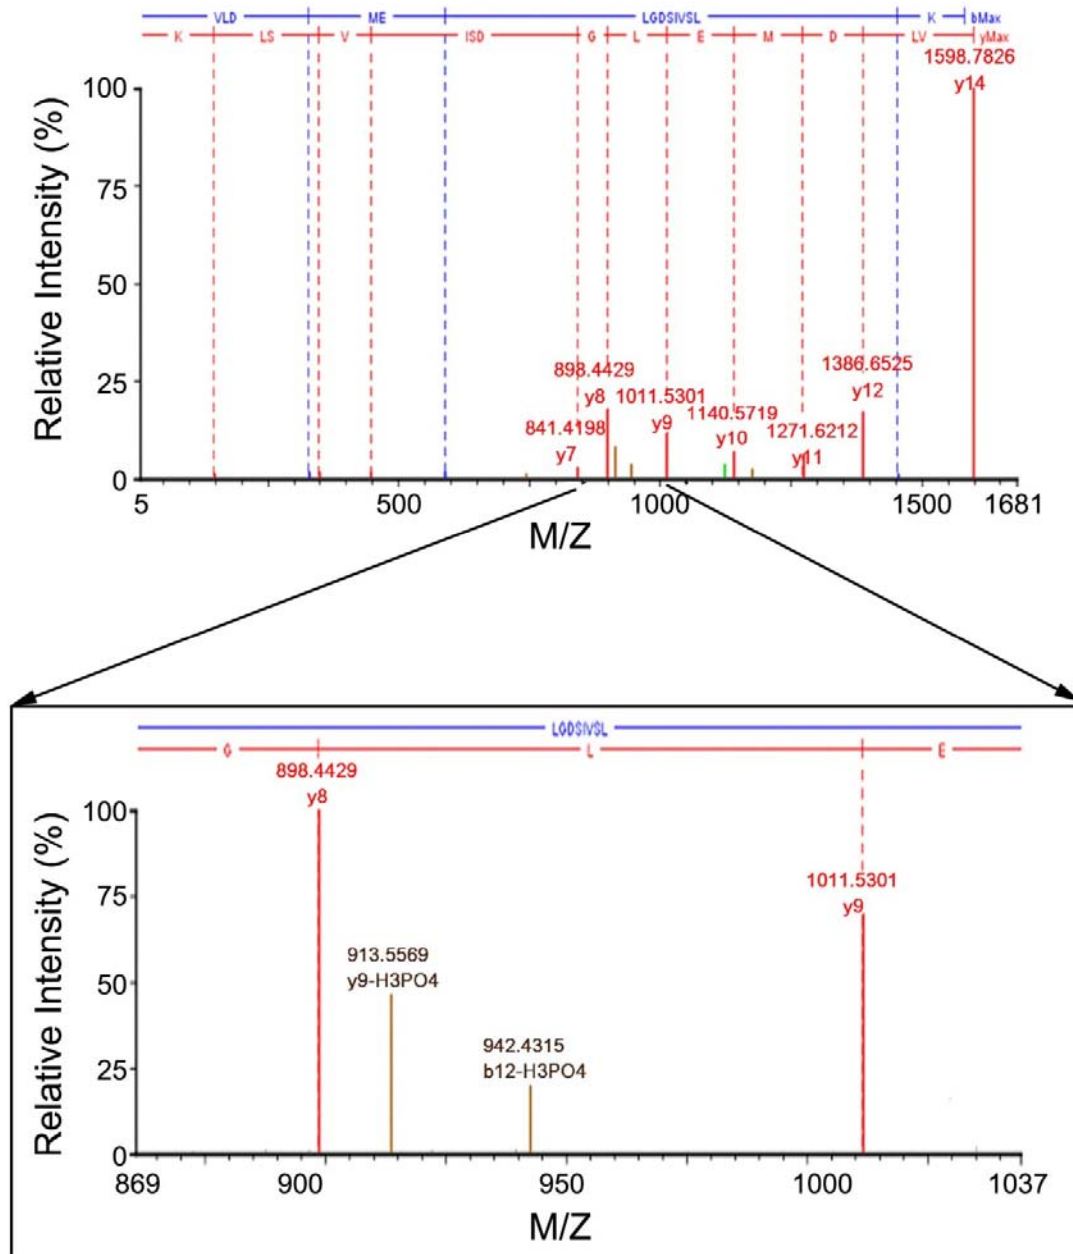 VLD ME LGDSIVSL K bMax
K LS V ISD G L E M D LV yMax
1598.7826
y14
100
Relative Intensity (%)
75
50
1386.6525
y12
898.4429
y8
25
1011.5301
y9
1140.5719
y10
841.4198
y7
1271.6212
y11
0
5 500 1000 1500 1681
M/Z
LGDSIVSL
G L E
898.4429
y8
100
Relative Intensity (%)
1011.5301
y9
75
913.5569
y9-H3PO4
50
942.4315
b12-H3PO4
25
0
869 900 950 1000 1037
M/Z